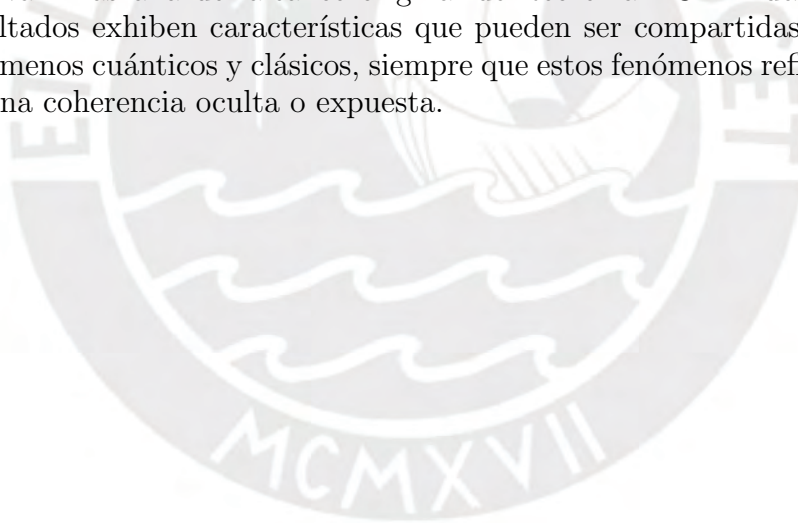 ltados exhiben características que pueden ser compartidas
menos cuánticos y clásicos, siempre que estos fenómenos refl
na coherencia oculta o expuesta.
MCMXVII